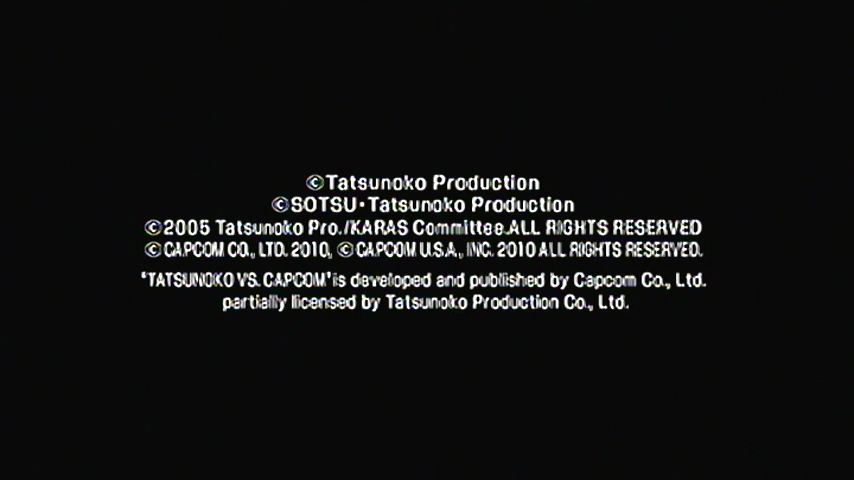 ©Tatsunoko Production
©SOTSU・Tatsunoko Production
©2005 Tatsunoko Pro./KARAS Committee.ALL RIGHTS RESERVED
©CAPCOM CO., LTD. 2010, ©CAPCOM U.S.A., INC. 2010 ALL RIGHTS RESERVED.
"TATSUNOKO VS. CAPCOM" is developed and published by Capcom Co., Ltd.
partially licensed by Tatsunoko Production Co., Ltd.